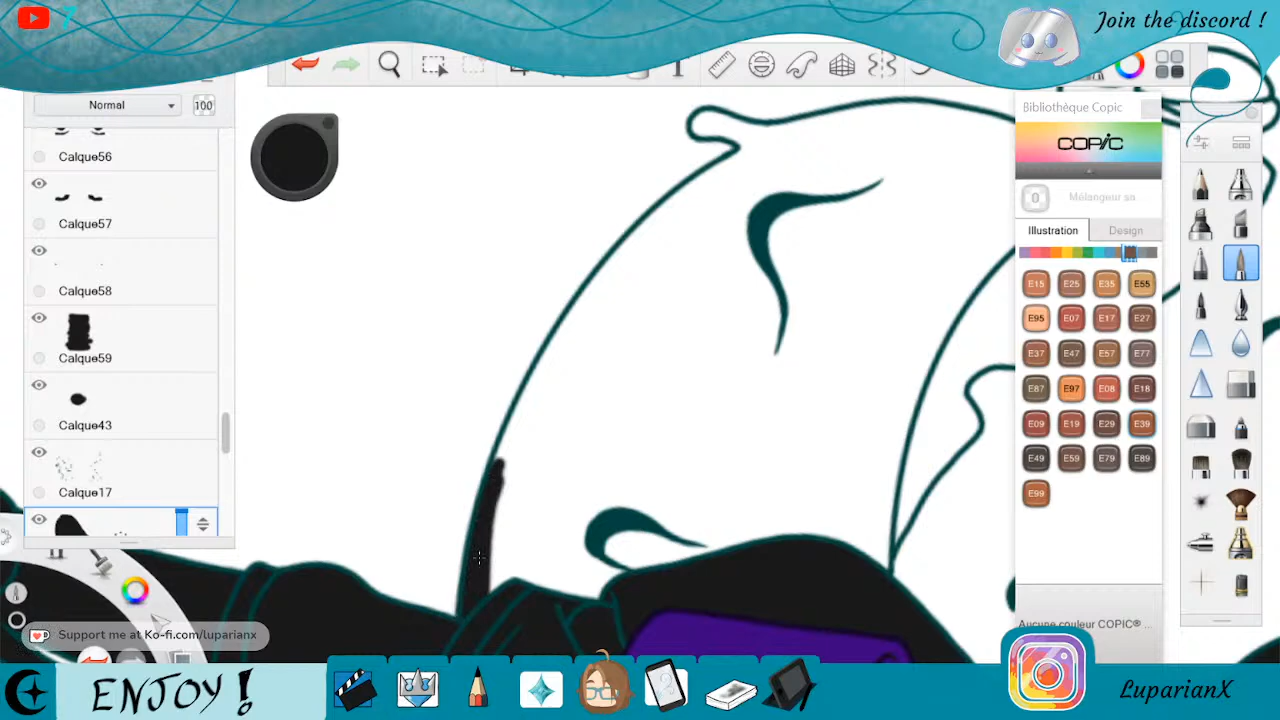 7
Join the discord !
Normal
100
Calque56
Calque57
Calque58
Calque59
Calque43
Calque17
Bibliothèque Copic
COPIC
0
Mélangeur sa...
Illustration
Design
E15 E25 E35 E55
E95 E07 E17 E27
E37 E47 E57 E77
E87 E97 E08 E18
E09 E19 E29 E39
E49 E59 E79 E89
E99
Aucune couleur COPIC® ...
Support me at Ko-fi.com/luparianx
ENJOY !
LuparianX